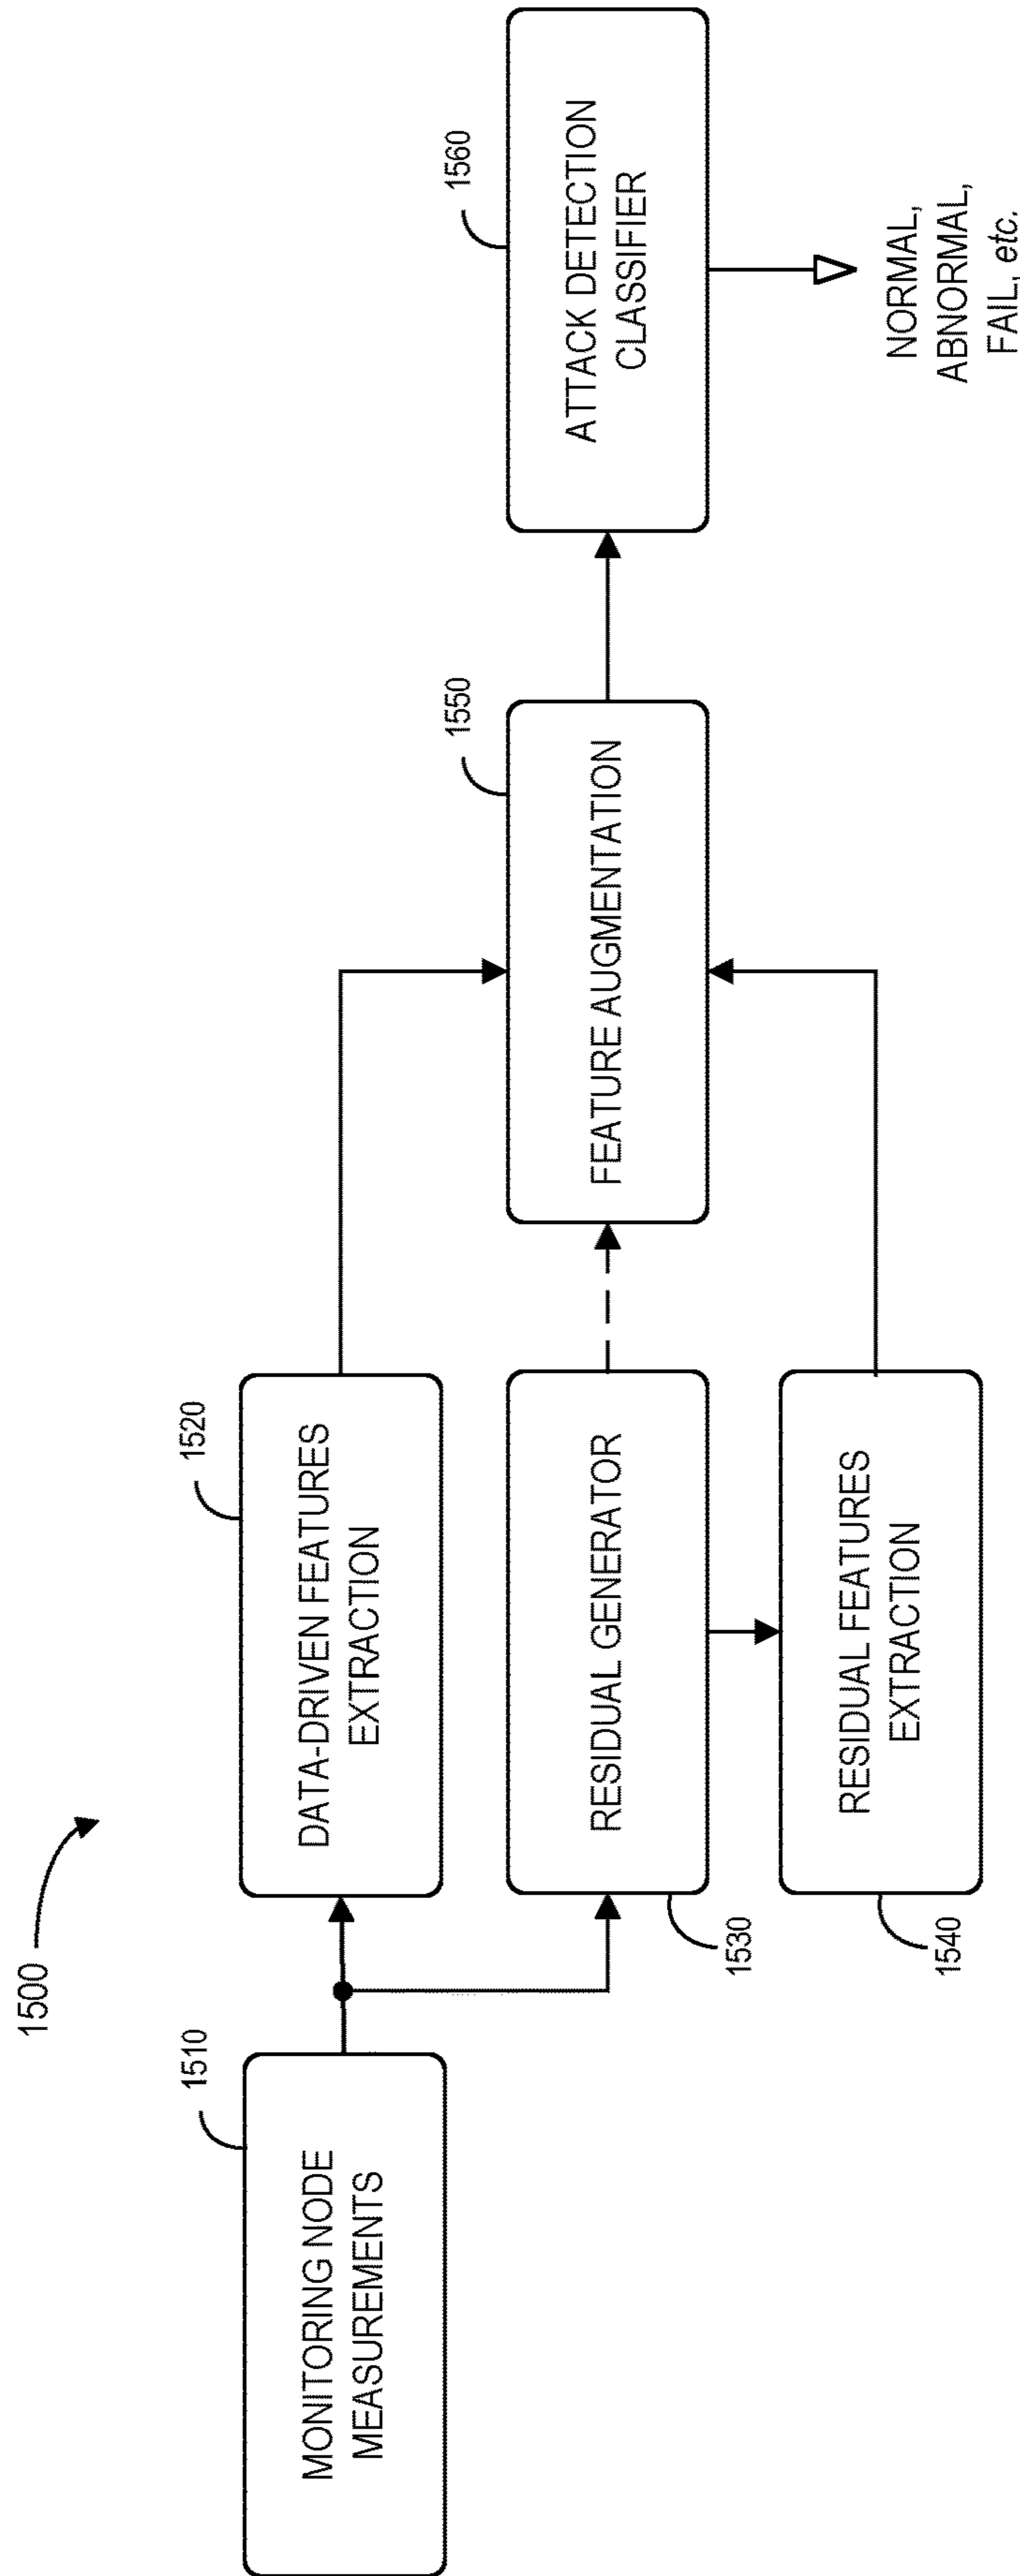 1500
1510
MONITORING NODE
MEASUREMENTS
1520
DATA-DRIVEN FEATURES
EXTRACTION
RESIDUAL GENERATOR
1530
RESIDUAL FEATURES
EXTRACTION
1540
1550
FEATURE AUGMENTATION
1560
ATTACK DETECTION
CLASSIFIER
NORMAL,
ABNORMAL,
FAIL, etc.